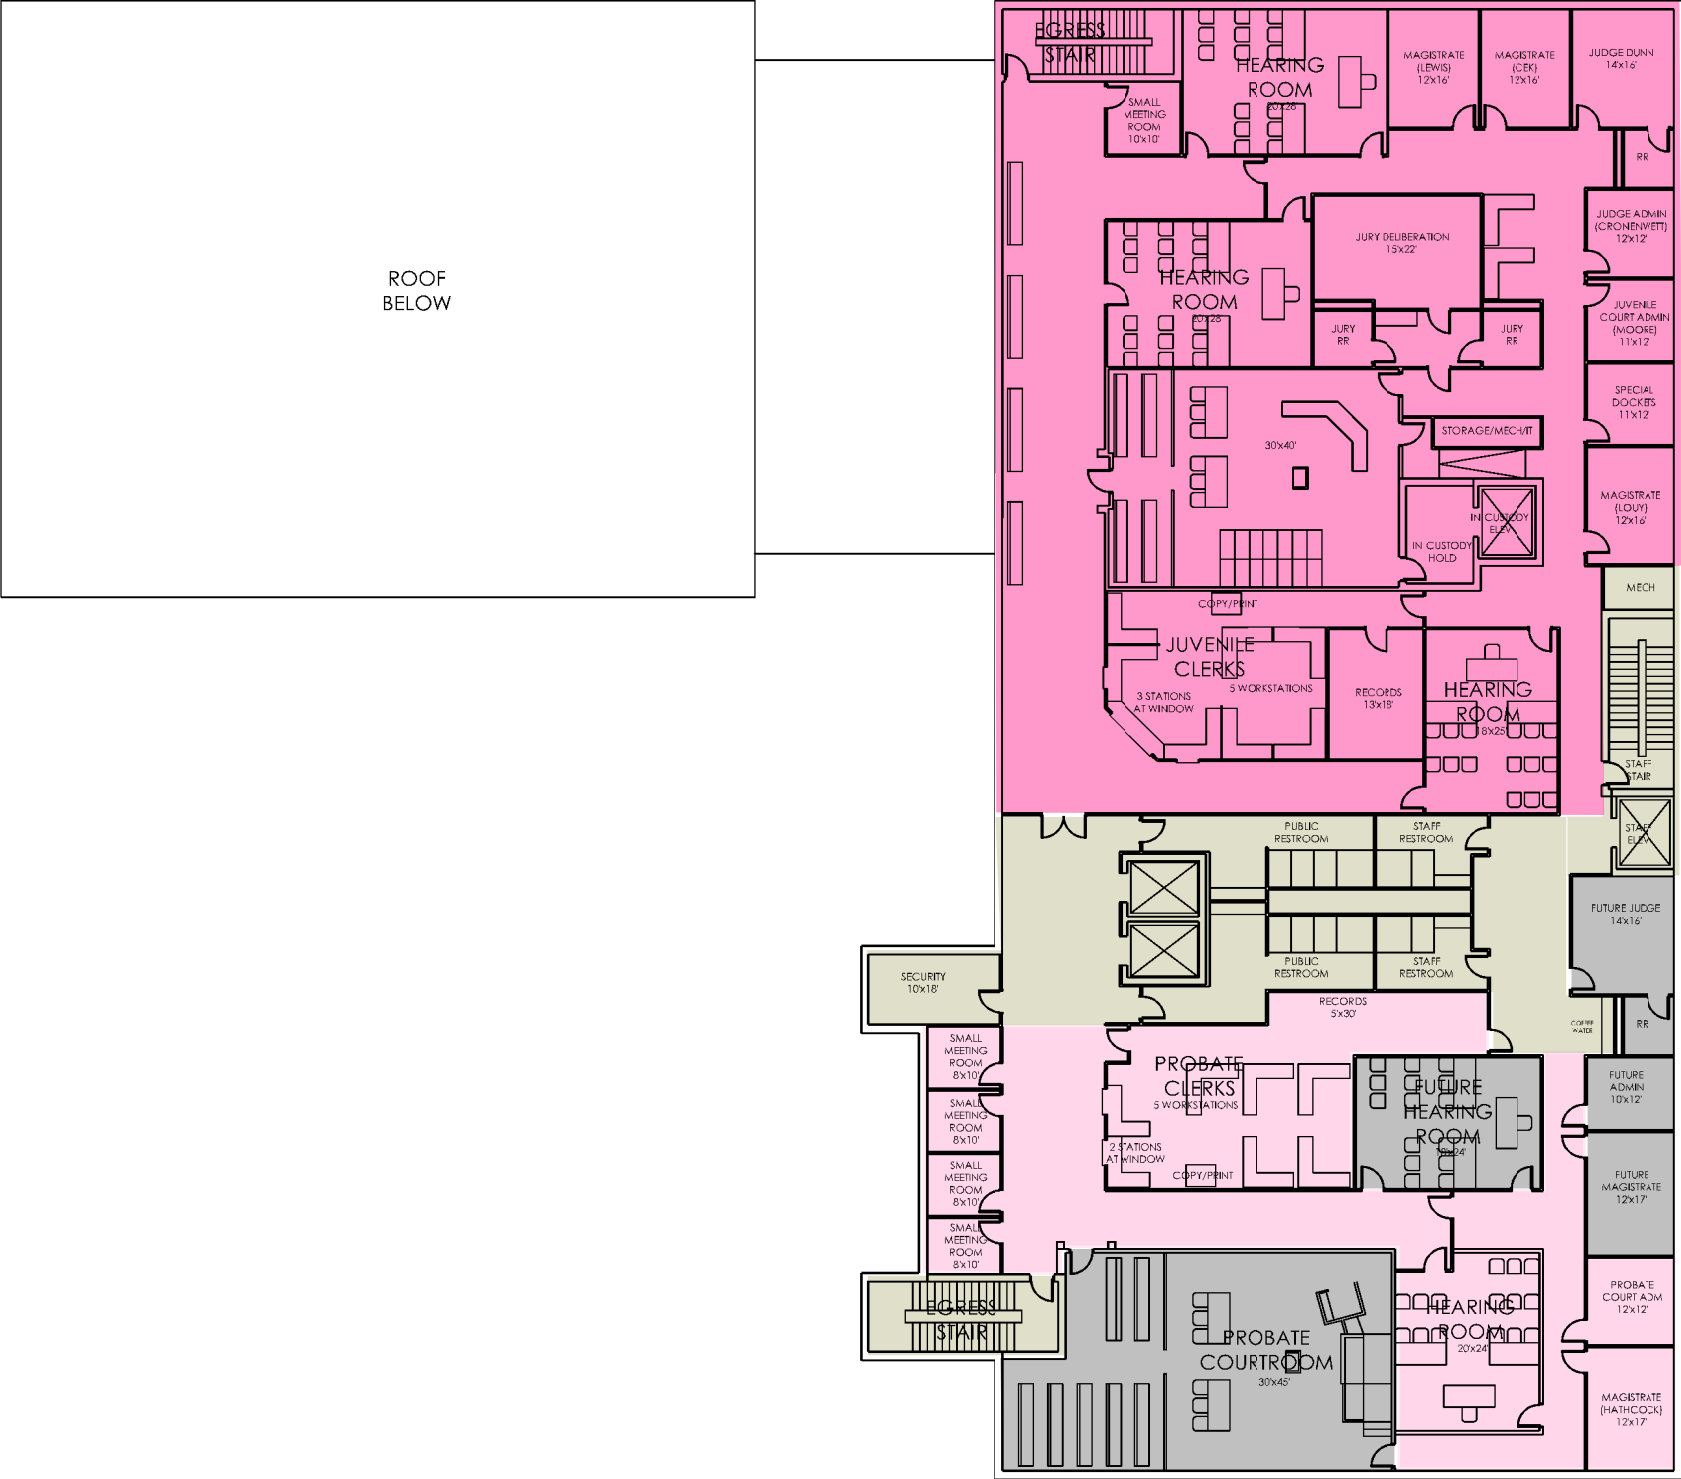 EGRESS
STAIR
HEARING
ROOM
20'x28'
MAGISTRATE
(LEWIS)
12'x16'
MAGISTRATE
(CEK)
12'x16'
JUDGE DUNN
14'x16'
SMALL
MEETING
ROOM
10'x10'
RR
ROOF
BELOW
JUDGE ADMIN
(CRONENWETT)
12'x12'
JURY DELIBERATION
15'x22'
HEARING
ROOM
20'x28'
JUVENILE
COURT ADMIN
(MOORE)
11'x12'
JURY
RR
JURY
RR
SPECIAL
DOCKETS
11'x12'
STORAGE/MECH/IT
30'x40'
MAGISTRATE
(LOUY)
12'x16'
IN CUSTODY
ELEV
IN CUSTODY
HOLD
MECH
COPY/PRINT
JUVENILE
CLERKS
5 WORKSTATIONS
3 STATIONS
AT WINDOW
RECORDS
13'x18'
HEARING
ROOM
18'x25'
STAFF
STAIR
PUBLIC
RESTROOM
STAFF
RESTROOM
STAFF
ELEV
FUTURE JUDGE
14'x16'
PUBLIC
RESTROOM
STAFF
RESTROOM
SECURITY
10'x18'
RECORDS
5'x30'
COFFEE
WATER
RR
SMALL
MEETING
ROOM
8'x10'
PROBATE
CLERKS
5 WORKSTATIONS
FUTURE
HEARING
ROOM
18'x24'
FUTURE
ADMIN
10'x12'
SMALL
MEETING
ROOM
8'x10'
2 STATIONS
AT WINDOW
COPY/PRINT
SMALL
MEETING
ROOM
8'x10'
FUTURE
MAGISTRATE
12'x17'
SMALL
MEETING
ROOM
8'x10'
EGRESS
STAIR
PROBATE
COURTROOM
30'x45'
HEARING
ROOM
20'x24'
PROBATE
COURT ADM
12'x12'
MAGISTRATE
(HATHCOCK)
12'x17'